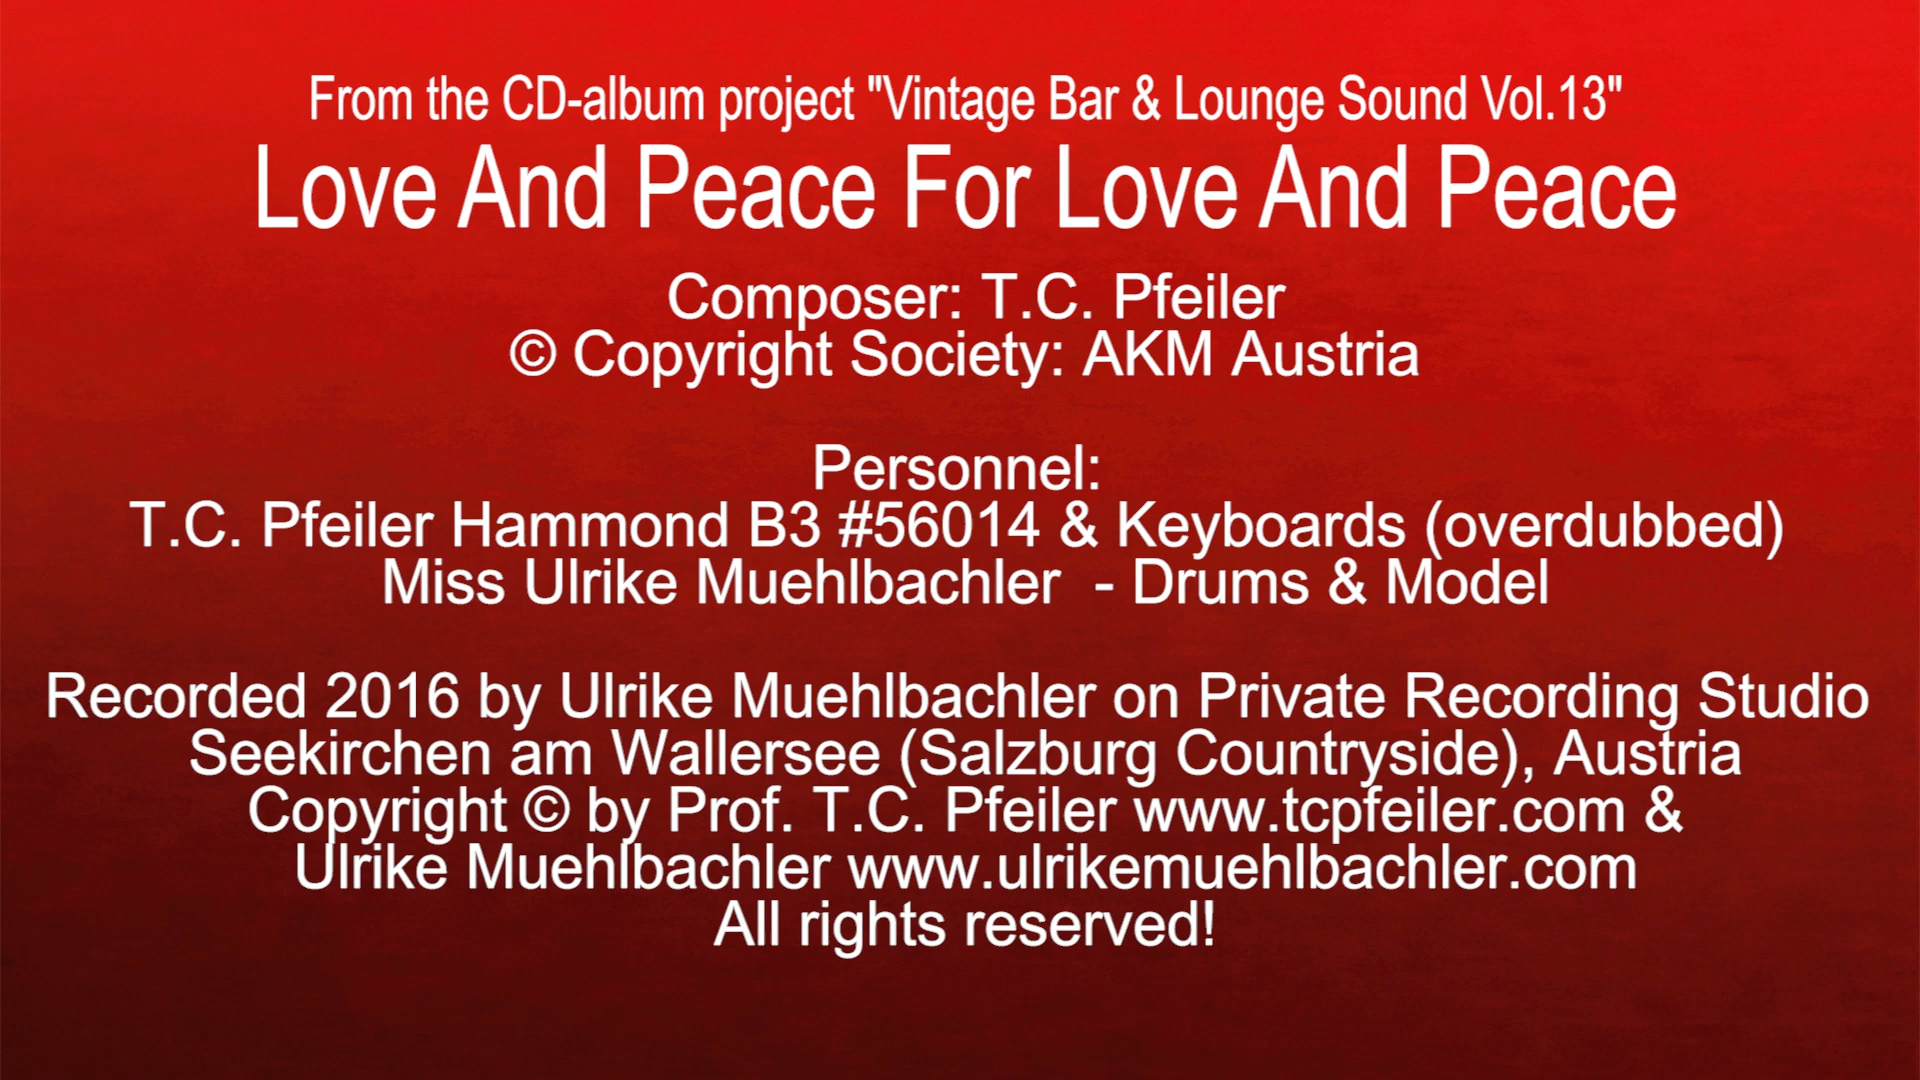 From the CD-album project "Vintage Bar & Lounge Sound Vol.13"
Love And Peace For Love And Peace
Composer: T.C. Pfeiler
© Copyright Society: AKM Austria
Personnel:
T.C. Pfeiler Hammond B3 #56014 & Keyboards (overdubbed)
Miss Ulrike Muehlbachler - Drums & Model
Recorded 2016 by Ulrike Muehlbachler on Private Recording Studio
Seekirchen am Wallersee (Salzburg Countryside), Austria
Copyright © by Prof. T.C. Pfeiler www.tcpfeiler.com &
Ulrike Muehlbachler www.ulrikemuehlbachler.com
All rights reserved!